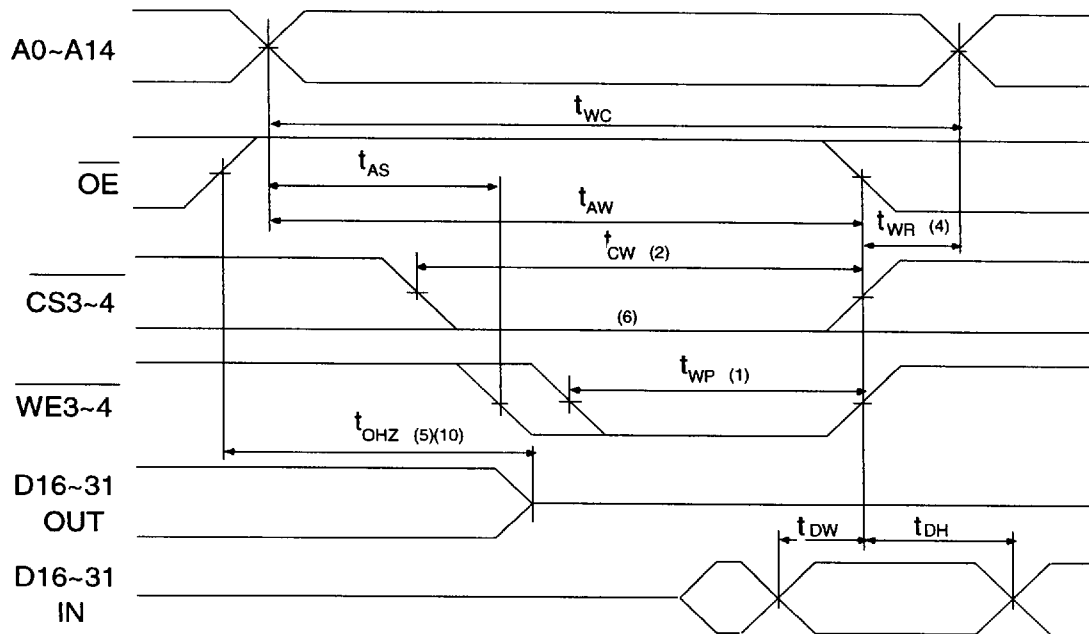 A0~A14
tWC
OE
tAS
tAW
tWR (4)
tCW (2)
CS3~4
(6)
tWP (1)
WE3~4
tOHZ (5)(10)
D16~31
OUT
tDW
tDH
D16~31
IN